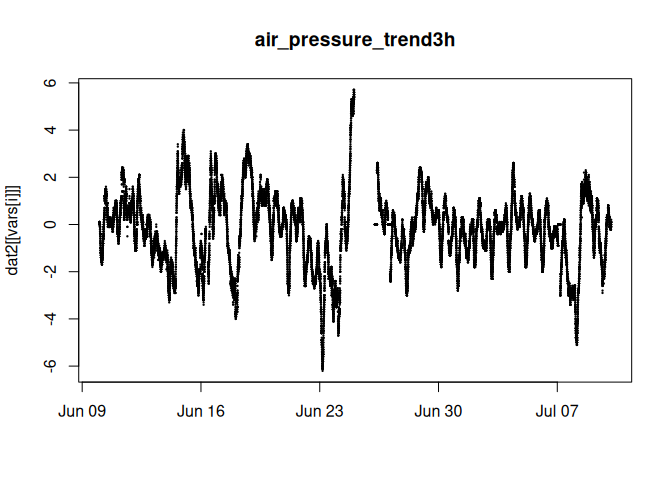 air_pressure_trend3h
dat2[[vars[i]]]
6
4
2
0
-2
-4
-6
Jun 09
Jun 16
Jun 23
Jun 30
Jul 07